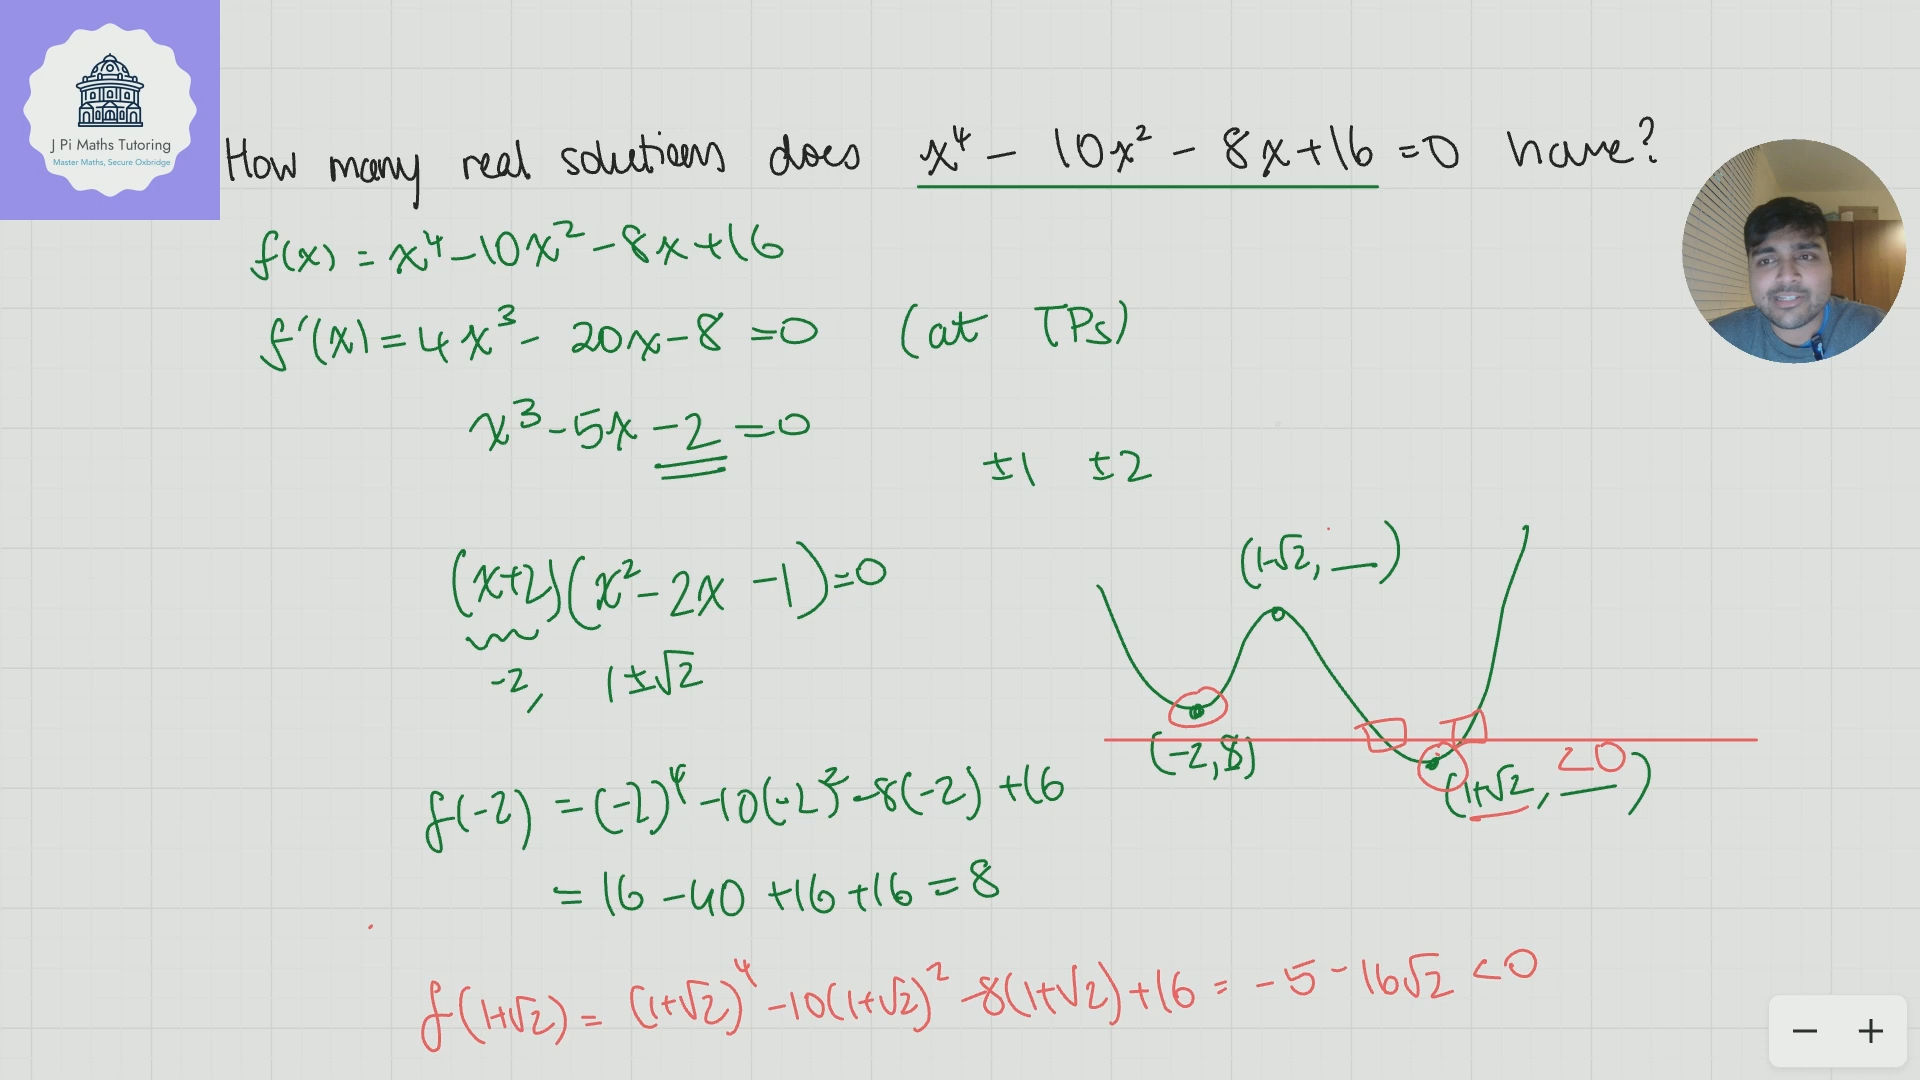 J Pi Maths Tutoring
Master Maths, Secure Oxbridge
How many real solutions does x⁴ - 10x² - 8x+16 =0 have?
f(x) = x⁴-10x²-8x+16
f'(x) = 4x³ - 20x-8 =0 (at TPs)
x³-5x-2=0
±1 ±2
(x+2)(x²-2x-1)=0
-2, 1±√2
(1-√2, __)
(-2,8)
(1+√2, __) <0
f(-2) = (-2)⁴-10(-2)²-8(-2)+16
= 16-40+16+16=8
f(1+√2) = (1+√2)⁴-10(1+√2)²-8(1+√2)+16 = -5-16√2 <0
− +